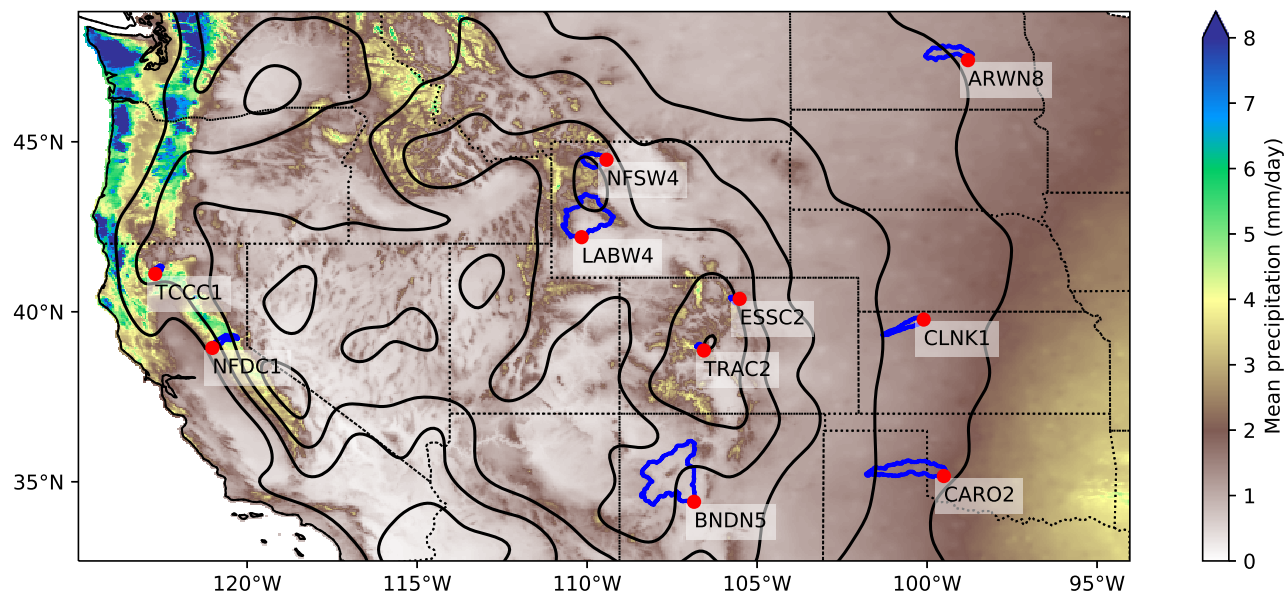 ARWN8
45°N
NFSW4
LABW4
TCCC1
40°N
ESSC2
CLNK1
NFDC1
TRAC2
35°N
CARO2
BNDN5
120°W
115°W
110°W
105°W
100°W
95°W
8
7
6
5
4
3
2
1
0
Mean precipitation (mm/day)